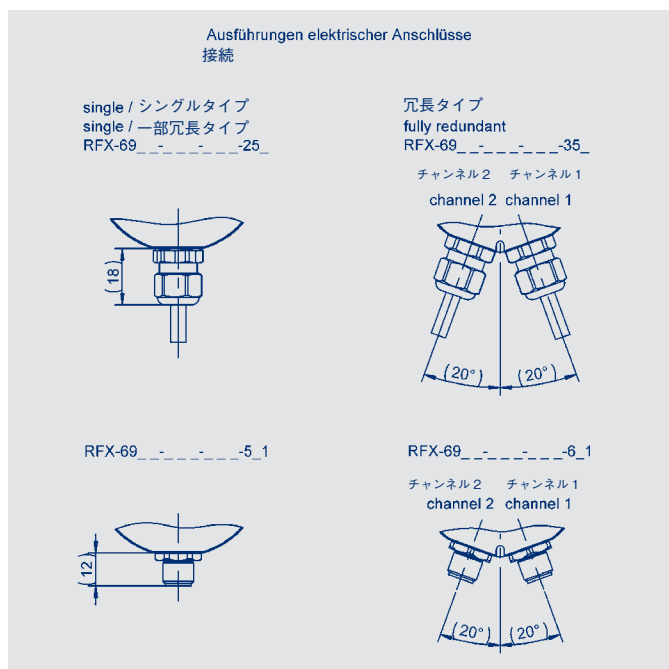 Ausführungen elektrischer Anschlüsse
接続
single / シングルタイプ
single / 一部冗長タイプ
RFX-69_ _ - _ _ _ - _ _ _ -25_
(18)
冗長タイプ
fully redundant
RFX-69_ _ - _ _ _ - _ _ _ -35_
チャンネル2 チャンネル1
channel 2 channel 1
(20°) (20°)
RFX-69_ _ - _ _ _ - _ _ _ -5_1
(12)
RFX-69_ _ - _ _ _ - _ _ _ -6_1
チャンネル2 チャンネル1
channel 2 channel 1
(20°) (20°)